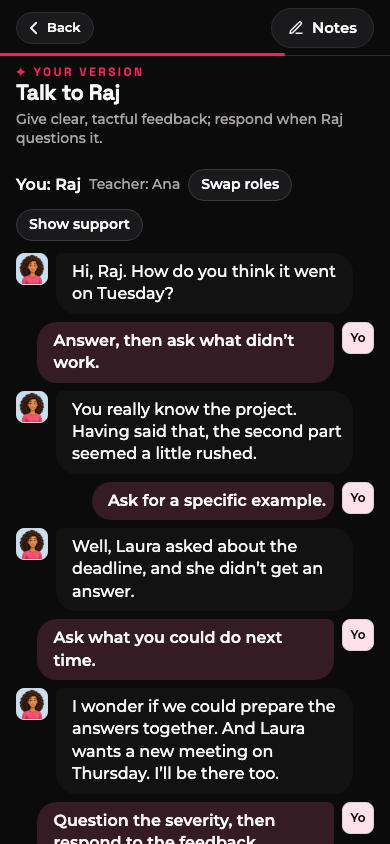 Back
Notes
YOUR VERSION
Talk to Raj
Give clear, tactful feedback; respond when Raj
questions it.
You: Raj Teacher: Ana Swap roles
Show support
Hi, Raj. How do you think it went
on Tuesday?
Answer, then ask what didn't
work.
Yo
You really know the project.
Having said that, the second part
seemed a little rushed.
Ask for a specific example.
Yo
Well, Laura asked about the
deadline, and she didn't get an
answer.
Ask what you could do next
time.
Yo
I wonder if we could prepare the
answers together. And Laura
wants a new meeting on
Thursday. I'll be there too.
Question the severity, then
respond to the feedback.
Yo